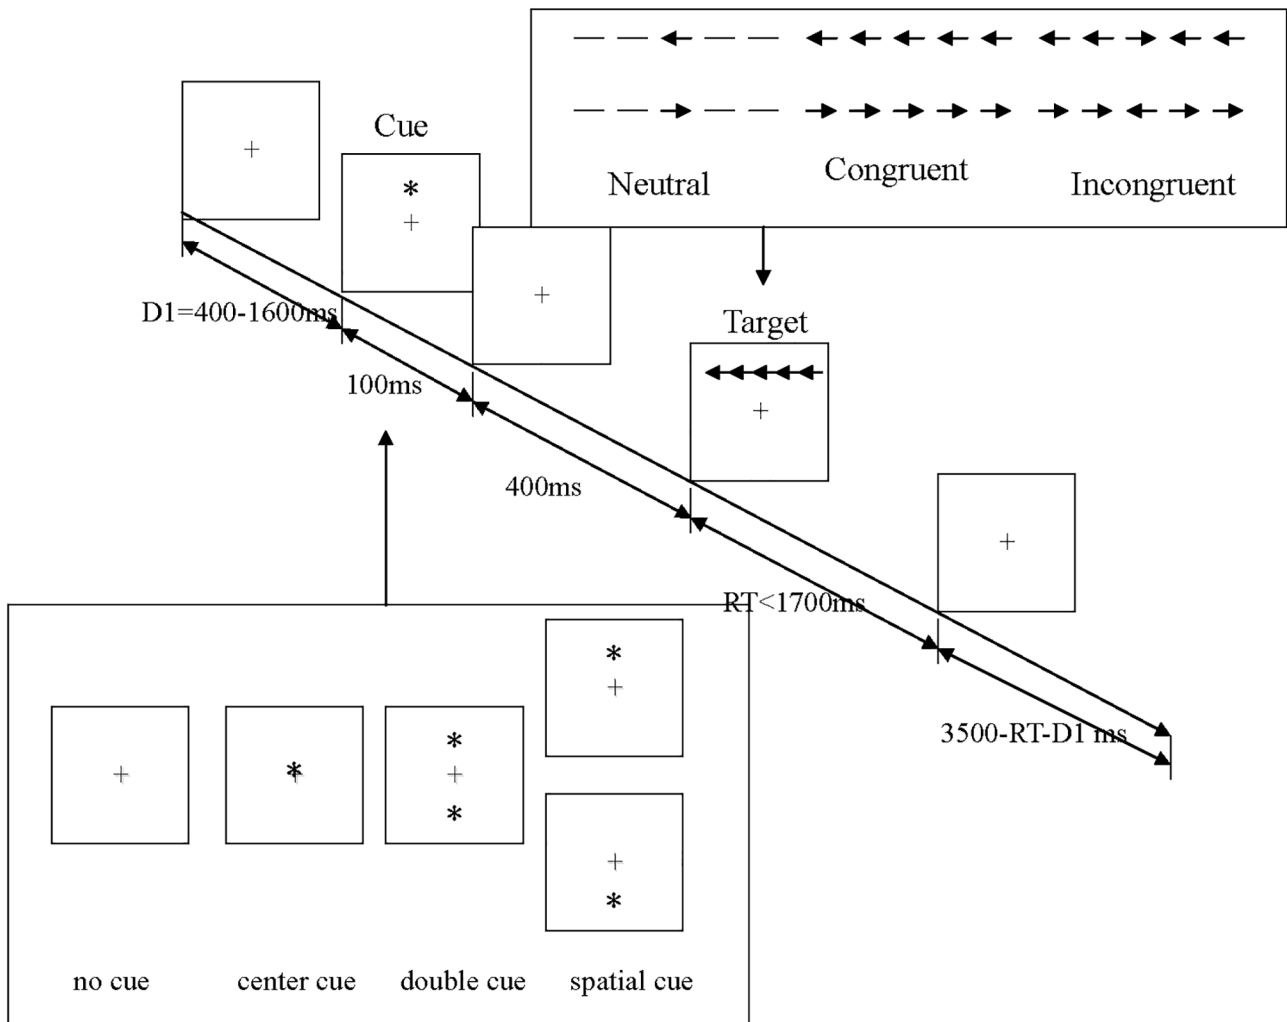 Neutral
Congruent
Incongruent
Cue
*
D1=400-1600ms
100ms
400ms
Target
RT<1700ms
3500-RT-D1 ms
*
*
*
*
*
no cue
center cue
double cue
spatial cue